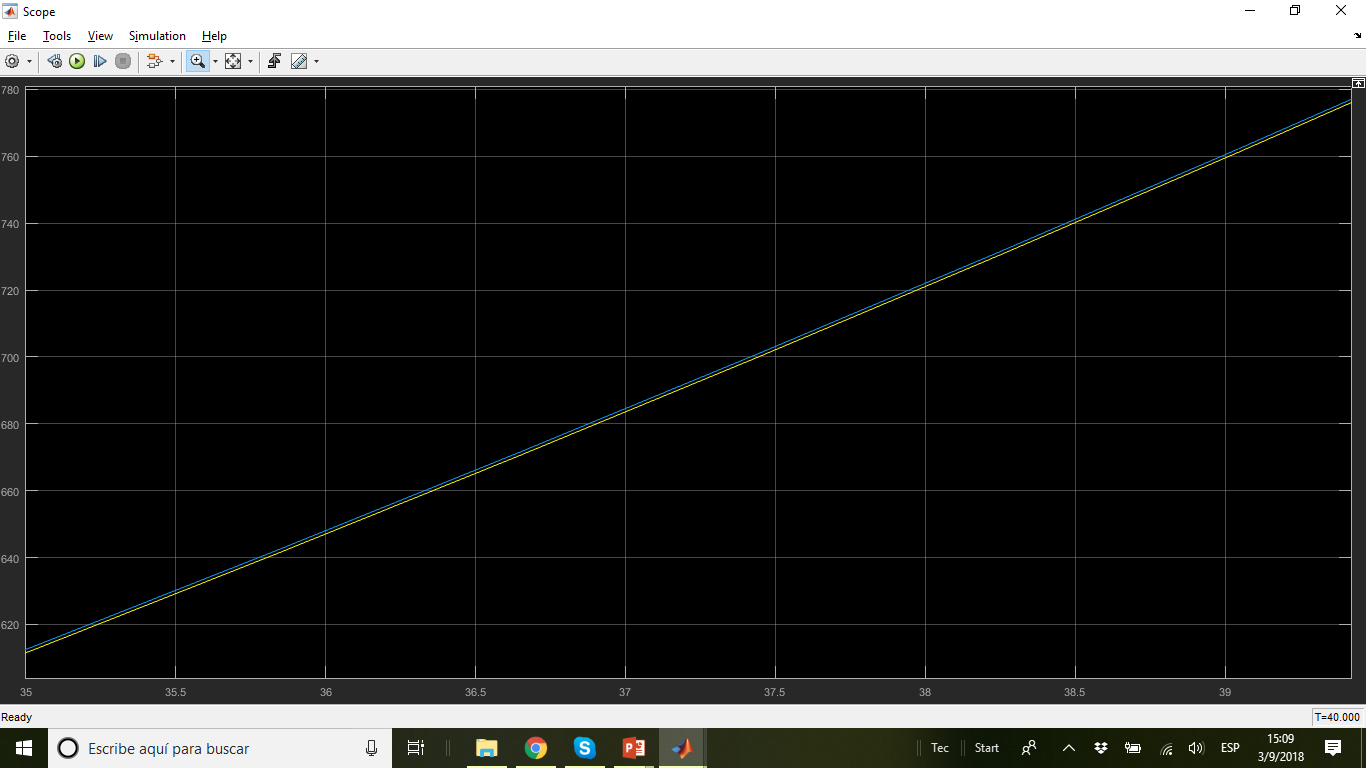 Scope
File Tools View Simulation Help
780
760
740
720
700
680
660
640
620
35 35.5 36 36.5 37 37.5 38 38.5 39
Ready T=40.000
Escribe aquí para buscar Tec Start ESP 15:09
3/9/2018